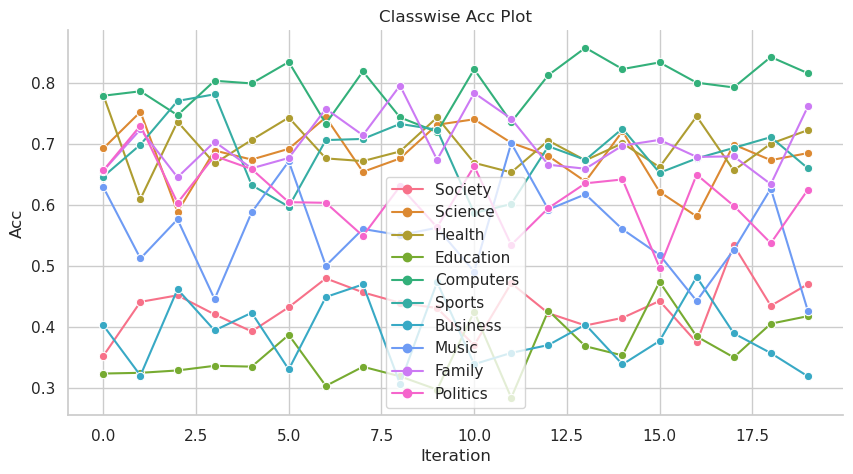 Classwise Acc Plot
Acc
0.8
0.7
0.6
0.5
0.4
0.3
Society
Science
Health
Education
Computers
Sports
Business
Music
Family
Politics
0.0 2.5 5.0 7.5 10.0 12.5 15.0 17.5
Iteration